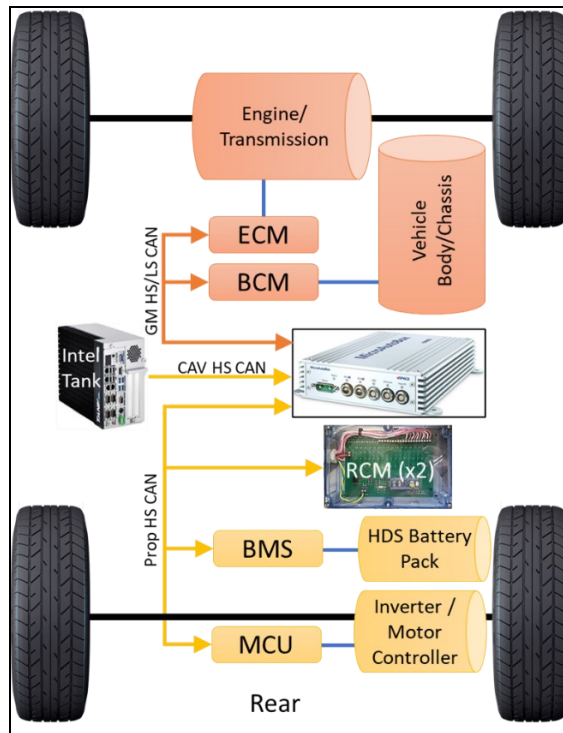 Engine/
Transmission
Vehicle
Body/Chassis
ECM
BCM
GM HS/LS CAN
Intel
Tank
CAV HS CAN
MicroAutoBox
RCM (x2)
Prop HS CAN
BMS
HDS Battery
Pack
MCU
Inverter /
Motor
Controller
Rear